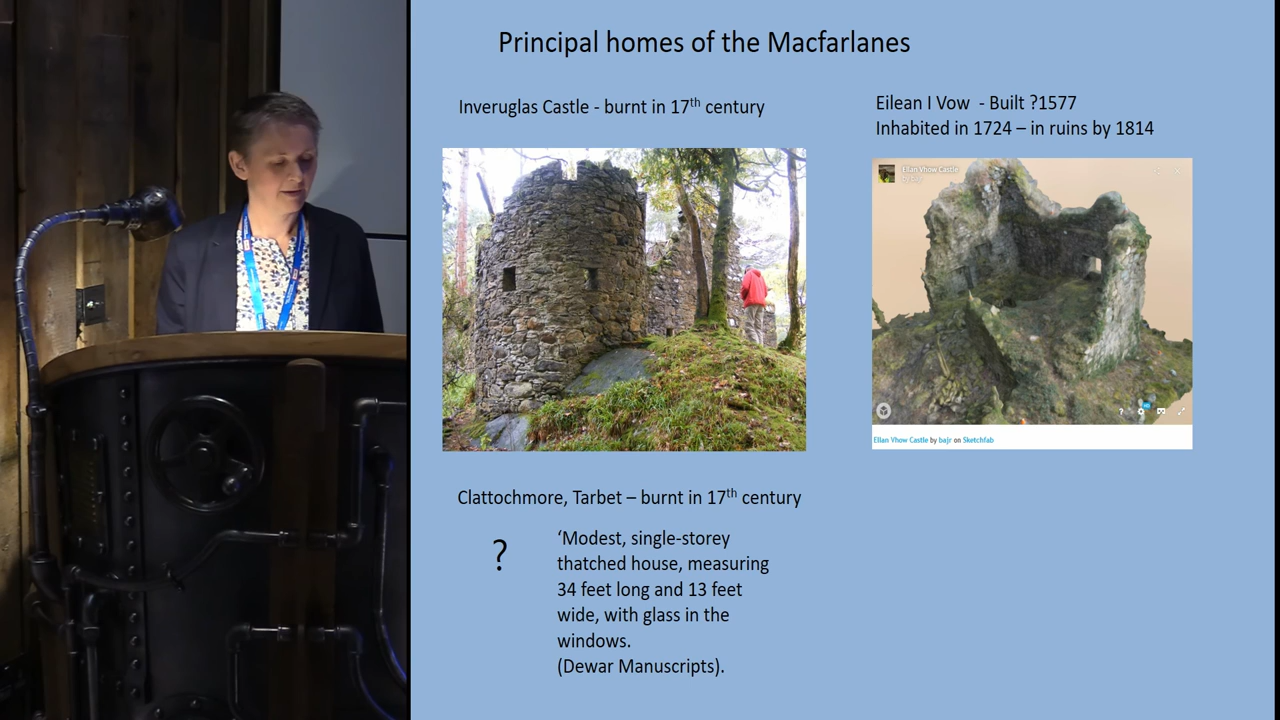 Principal homes of the Macfarlanes
Inveruglas Castle - burnt in 17th century
Eilean I Vow - Built ?1577
Inhabited in 1724 – in ruins by 1814
Eilan Vhow Castle
?
Eilan Vhow Castle by bajr on Sketchfab
Clattochmore, Tarbet – burnt in 17th century
?
‘Modest, single-storey
thatched house, measuring
34 feet long and 13 feet
wide, with glass in the
windows.
(Dewar Manuscripts).